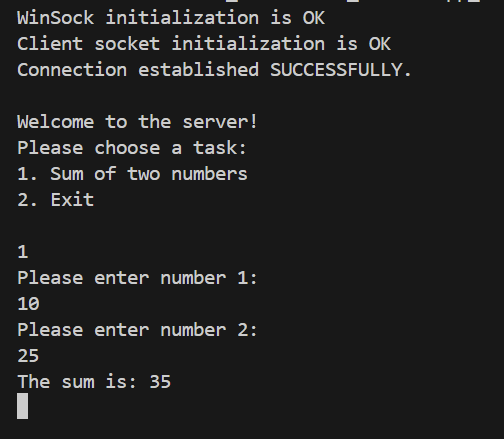 WinSock initialization is OK
Client socket initialization is OK
Connection established SUCCESSFULLY.
Welcome to the server!
Please choose a task:
1. Sum of two numbers
2. Exit
1
Please enter number 1:
10
Please enter number 2:
25
The sum is: 35